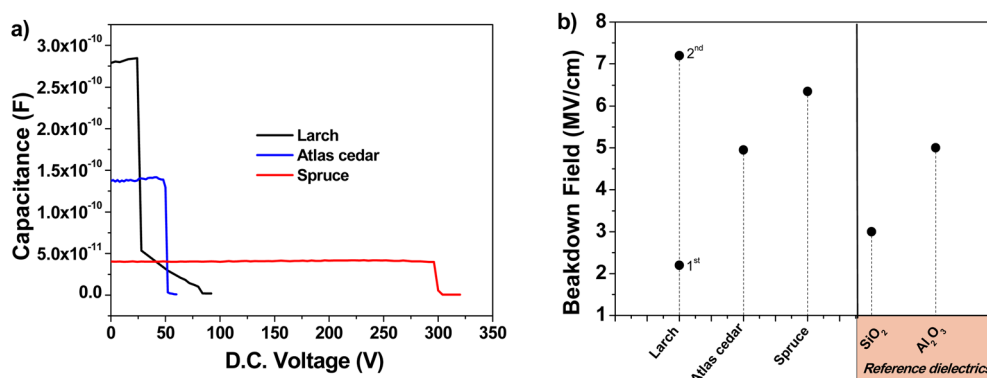 a)
Capacitance (F)
3.0x10⁻¹⁰
2.5x10⁻¹⁰
2.0x10⁻¹⁰
1.5x10⁻¹⁰
1.0x10⁻¹⁰
5.0x10⁻¹¹
0.0
Larch
Atlas cedar
Spruce
0 50 100 150 200 250 300 350
D.C. Voltage (V)
b)
Beakdown Field (MV/cm)
8
7
6
5
4
3
2
1
2ⁿᵈ
1ˢᵗ
Larch
Atlas cedar
Spruce
SiO₂
Al₂O₃
Reference dielectrics